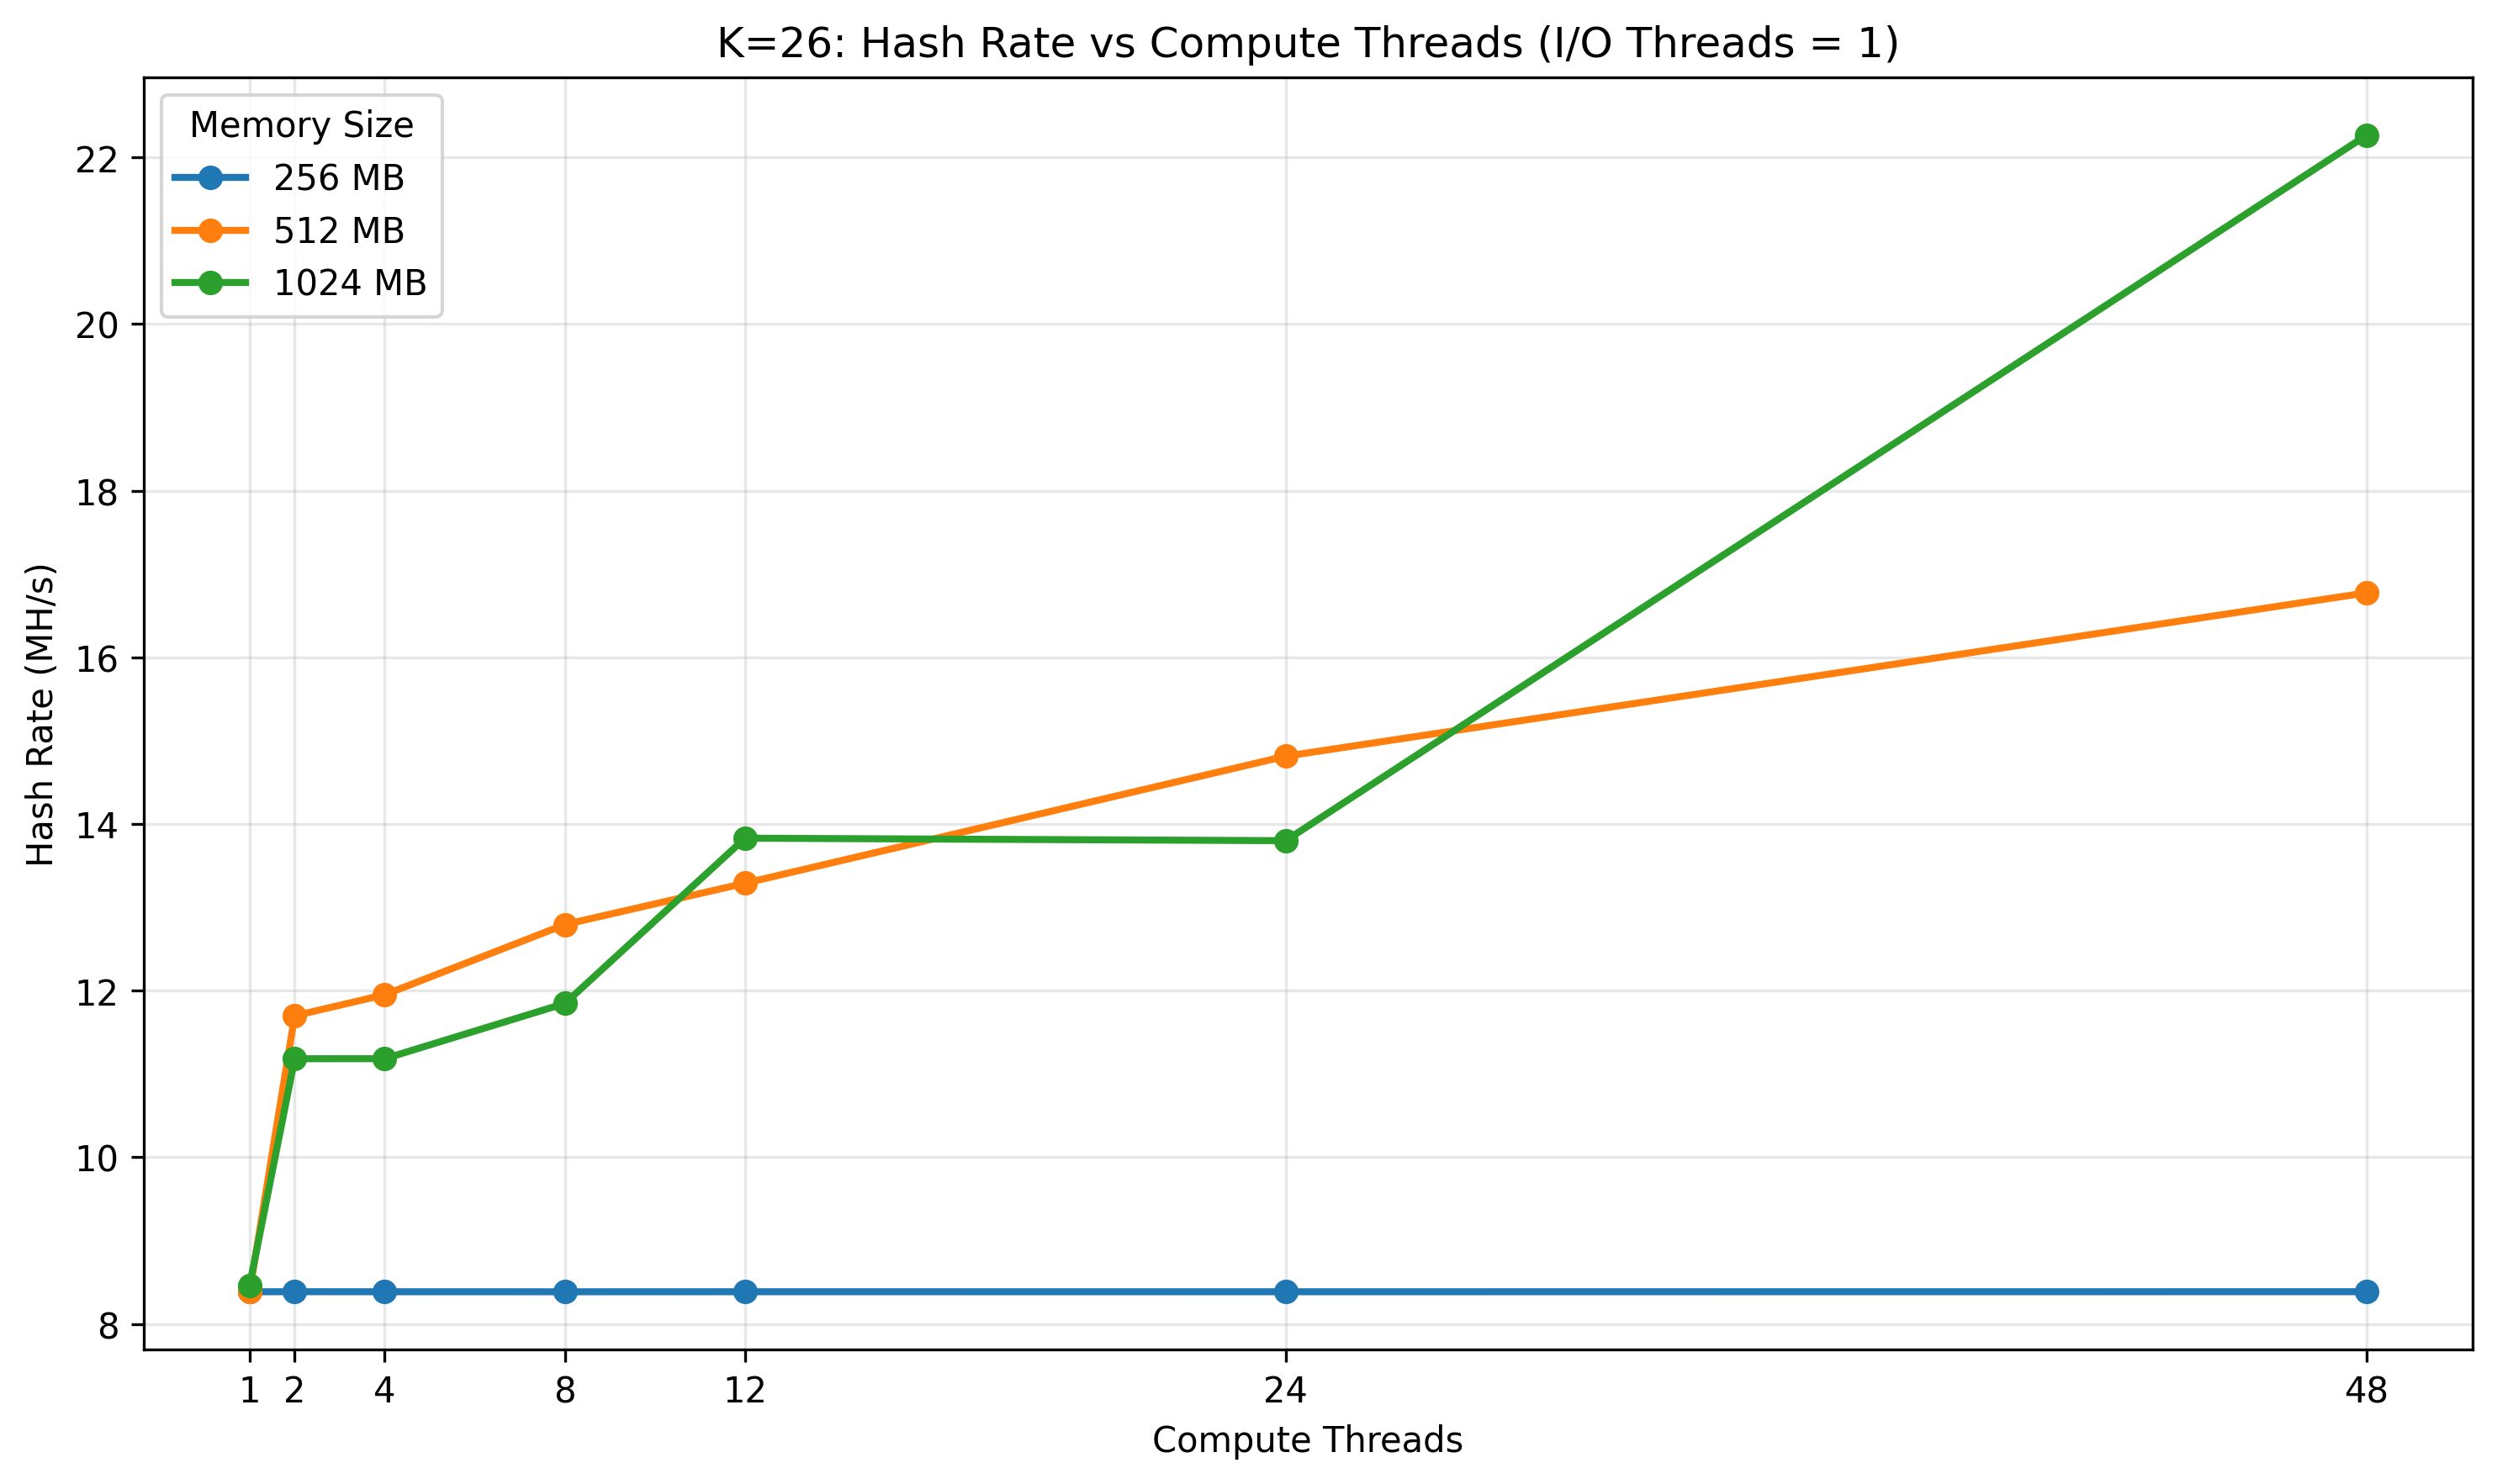 K=26: Hash Rate vs Compute Threads (I/O Threads = 1)
Memory Size
256 MB
512 MB
1024 MB
Hash Rate (MH/s)
22
20
18
16
14
12
10
8
1 2 4 8 12 24 48
Compute Threads